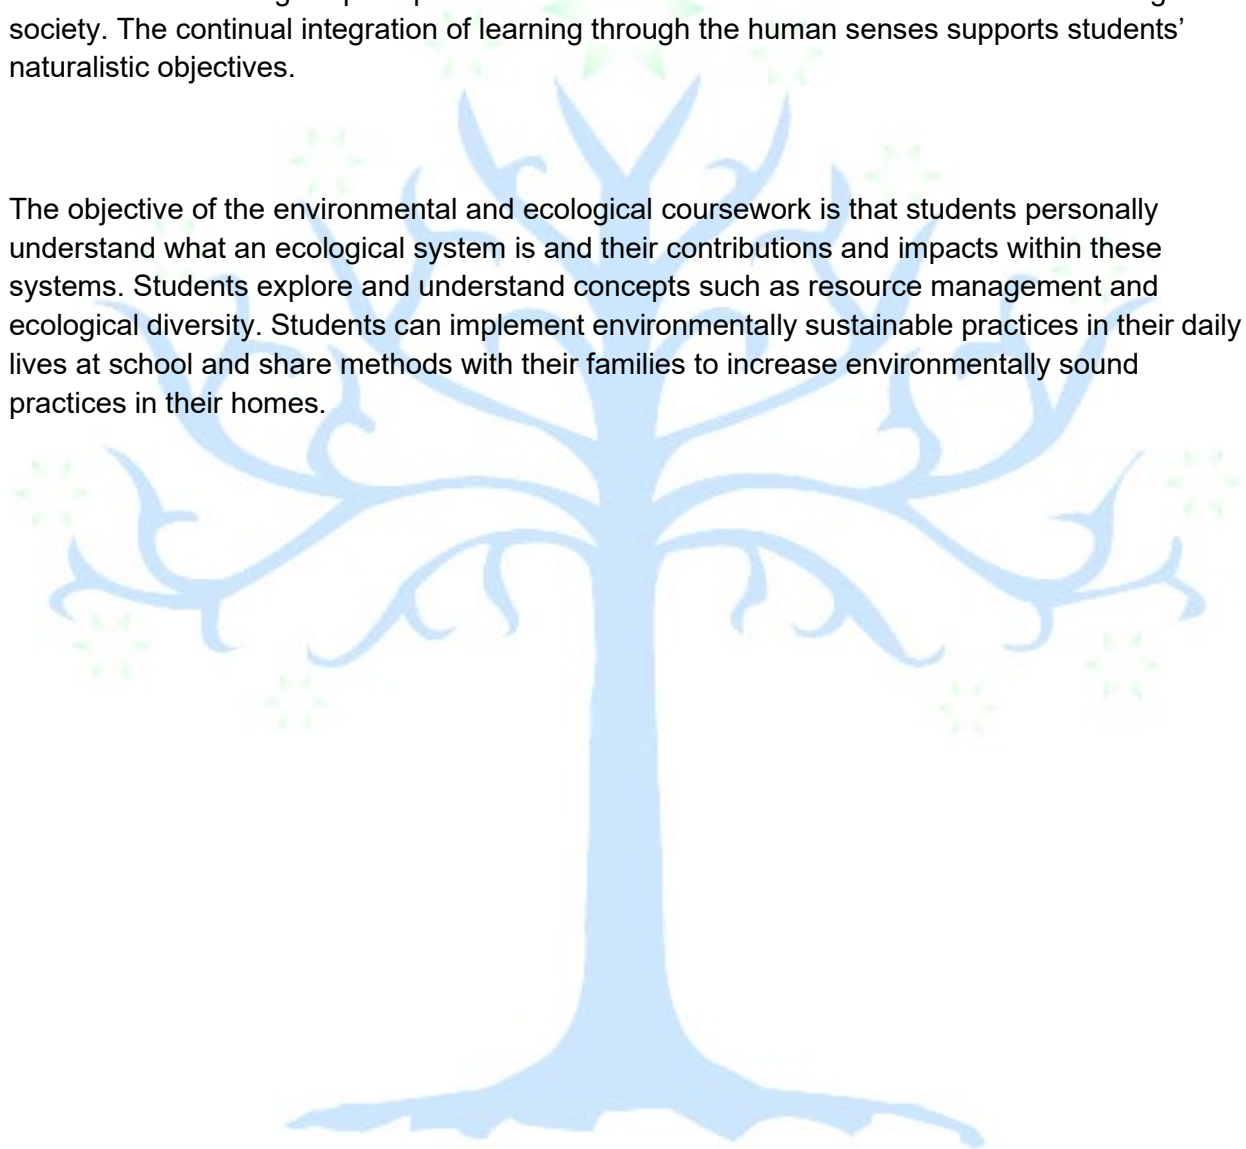 society. The continual integration of learning through the human senses supports students’
naturalistic objectives.
The objective of the environmental and ecological coursework is that students personally
understand what an ecological system is and their contributions and impacts within these
systems. Students explore and understand concepts such as resource management and
ecological diversity. Students can implement environmentally sustainable practices in their daily
lives at school and share methods with their families to increase environmentally sound
practices in their homes.